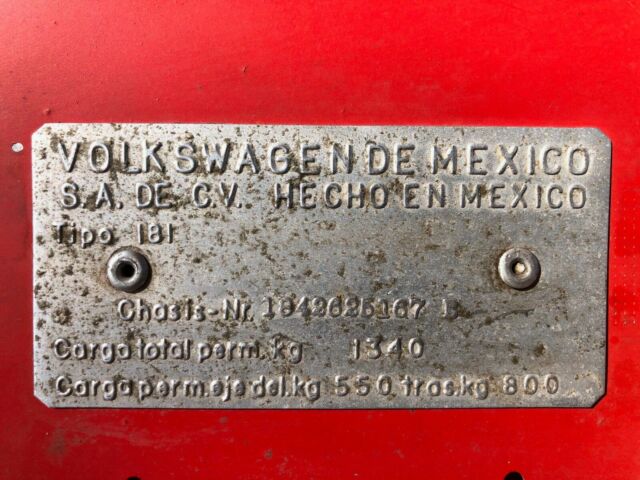 VOLKSWAGEN DE MEXICO
S.A. DE C.V. HECHO EN MEXICO
Tipo 181
Chasis-Nr.
Carga total perm. kg 1340
Carga perm. eje del. kg 550 tras. kg 800